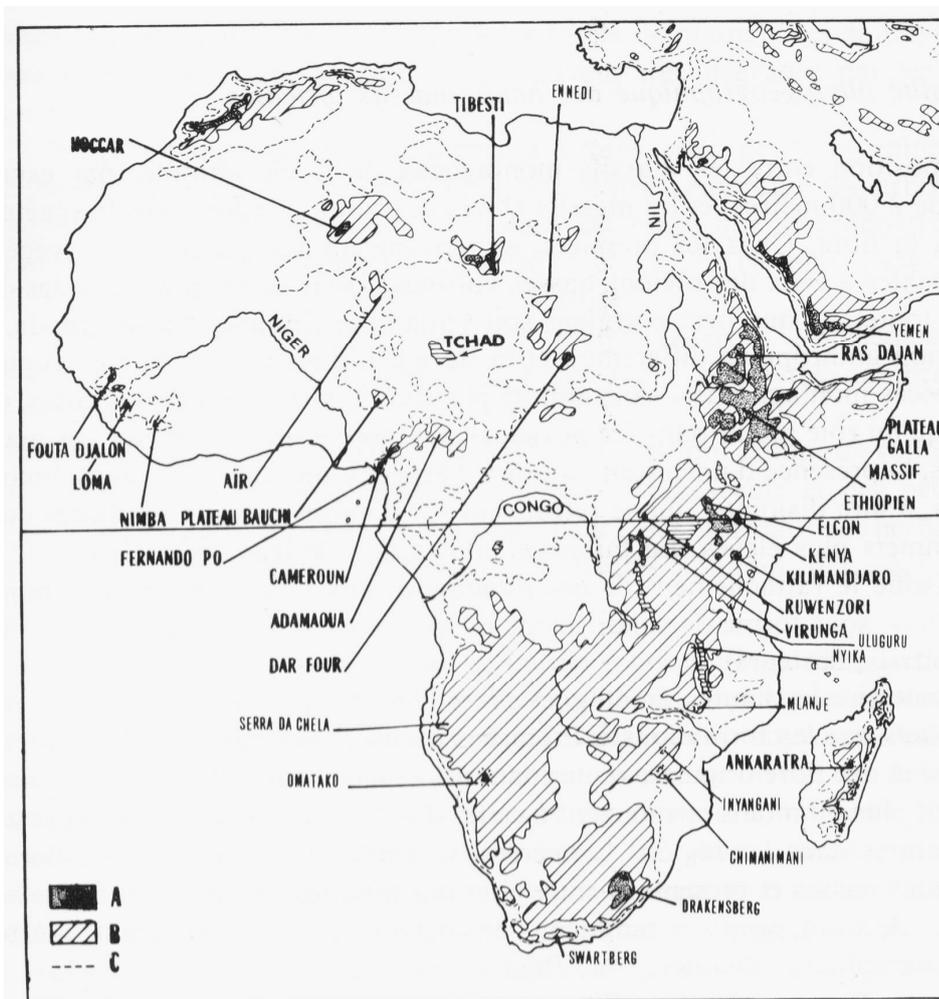 ENNEDI
TIBESTI
HOGGAR
NIL
YEMEN
RAS DAJAN
NIGER
TCHAD
PLATEAU
GALLA
MASSIF
ETHIOPIEN
FOUTA DJALON
LOMA
AÏR
NIMBA PLATEAU BAUCHI
CONGO
ELGON
FERNANDO PO
KENYA
CAMEROUN
KILIMANDJARO
RUWENZORI
ADAMAOUA
VIRUNGA
ULUGURU
NYIKA
DAR FOUR
MLANJE
SERRA DA CHELA
ANKARATRA
OMATAKO
INYANGANI
CHIMANIMANI
A
DRAKENSBERG
B
SWARTBERG
C